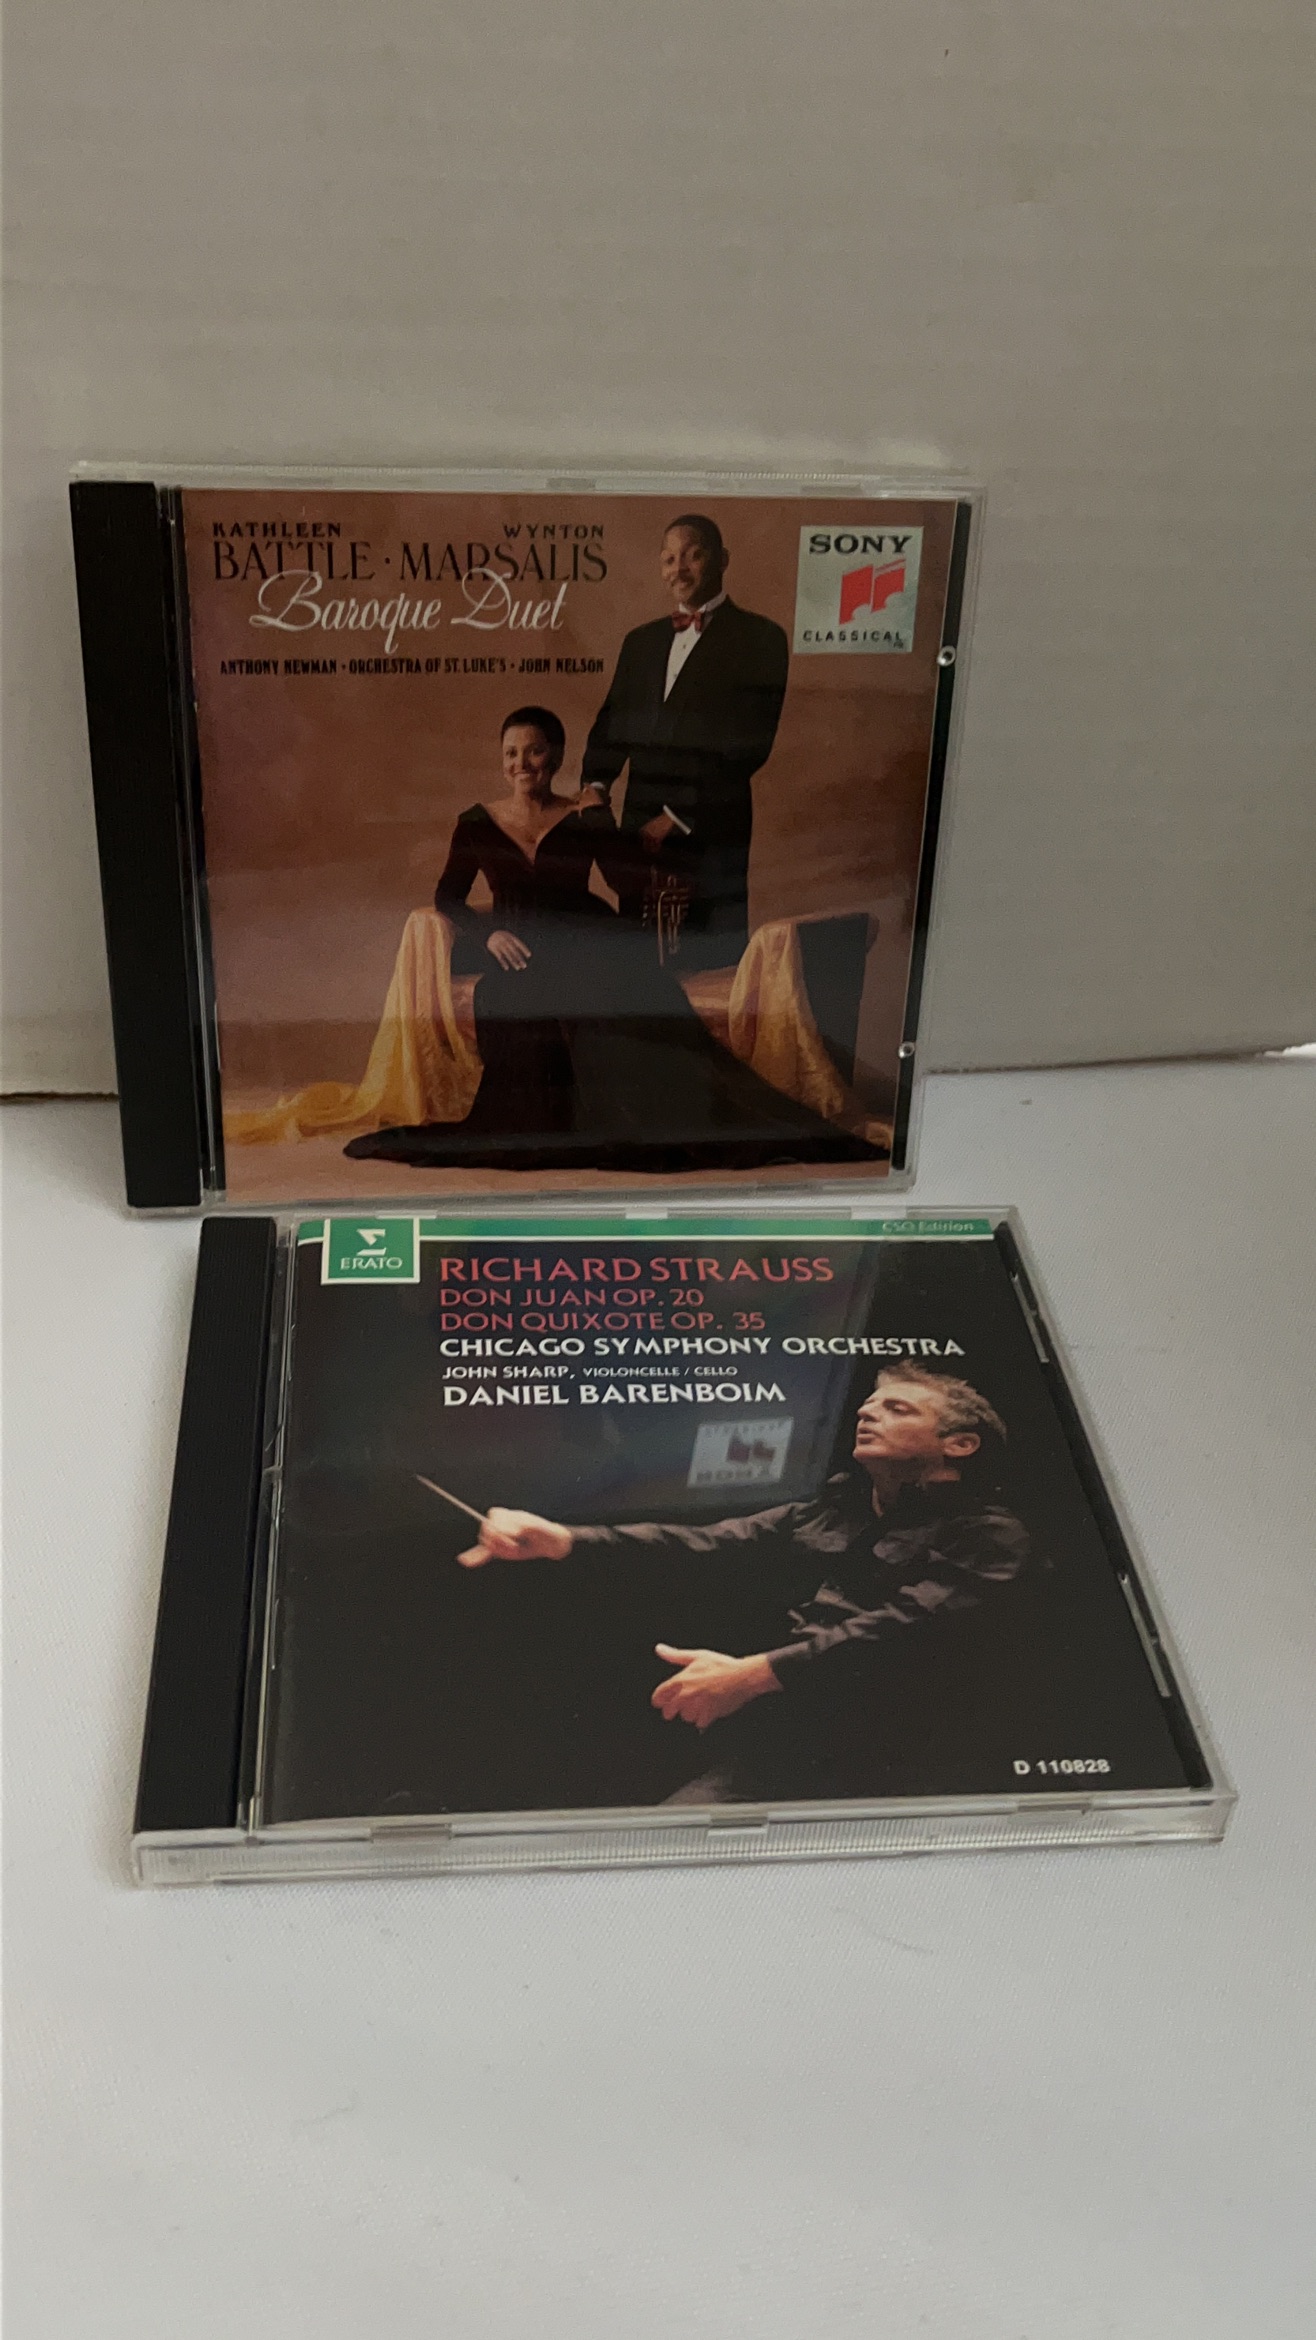 KATHLEEN WYNTON
BATTLE · MARSALIS
Baroque Duet
ANTHONY NEWMAN • ORCHESTRA OF ST. LUKE'S • JOHN NELSON
SONY
CLASSICAL
ERATO
CSO Edition
RICHARD STRAUSS
DON JUAN OP. 20
DON QUIXOTE OP. 35
CHICAGO SYMPHONY ORCHESTRA
JOHN SHARP, VIOLONCELLE / CELLO
DANIEL BARENBOIM
D 110828